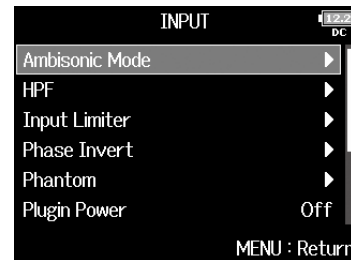 INPUT
12.2
DC
Ambisonic Mode
HPF
Input Limiter
Phase Invert
Phantom
Plugin Power Off
MENU : Return